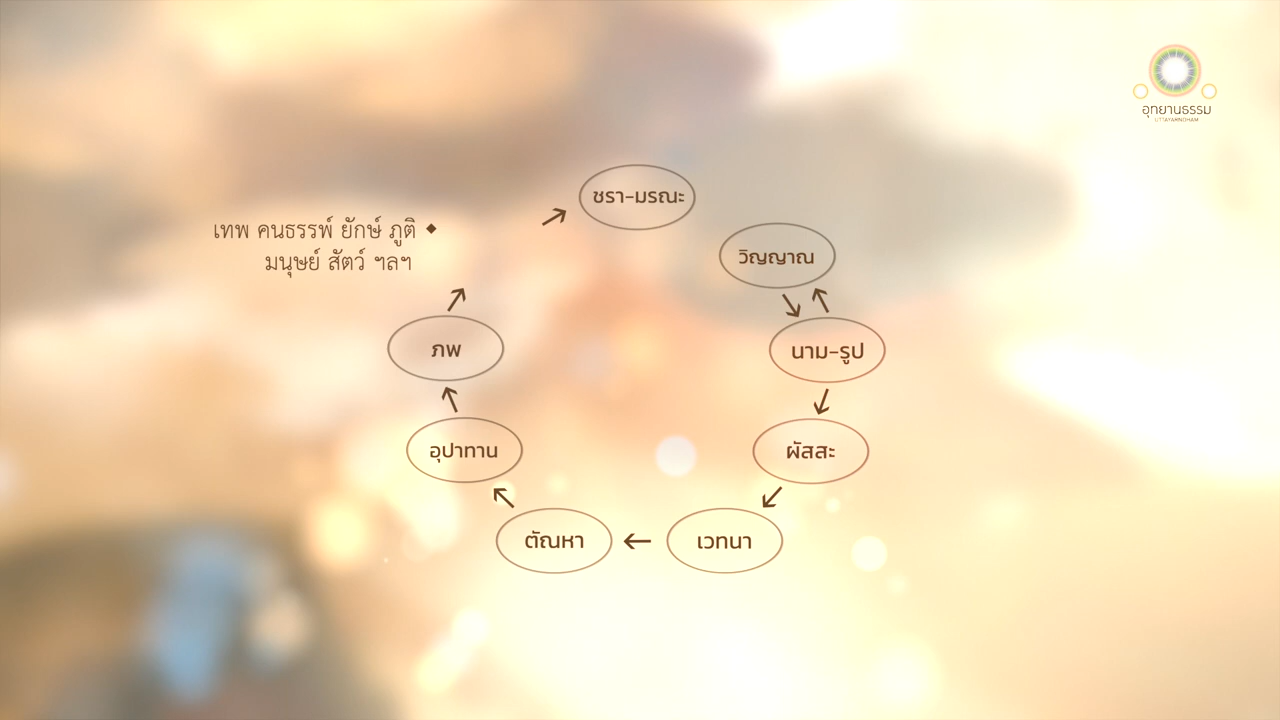 อุทยานธรรม
UTTAYARNDHAM
ชรา-มรณะ
เทพ คนธรรพ์ ยักษ์ ภูติ
มนุษย์ สัตว์ ฯลฯ
วิญญาณ
ภพ
นาม-รูป
อุปาทาน
ผัสสะ
ตัณหา
เวทนา